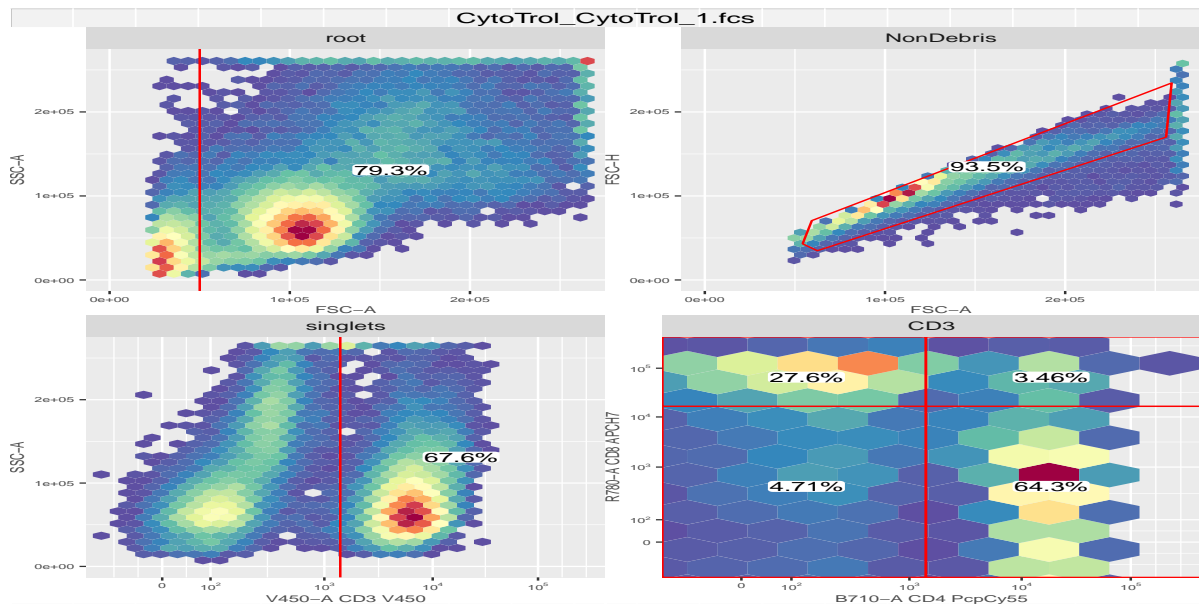 CytoTrol_CytoTrol_1.fcs
root
NonDebris
2e+05
1e+05
0e+00
SSC-A
79.3%
0e+00
1e+05
2e+05
FSC-A
2e+05
1e+05
0e+00
FSC-H
93.5%
0e+00
1e+05
2e+05
FSC-A
singlets
CD3
2e+05
1e+05
0e+00
SSC-A
67.6%
0
10²
10³
10⁴
10⁵
V450-A CD3 V450
10⁵
10⁴
10³
10²
0
R780-A CD8 APCH7
27.6%
3.46%
4.71%
64.3%
0
10²
10³
10⁴
10⁵
B710-A CD4 PcpCy55